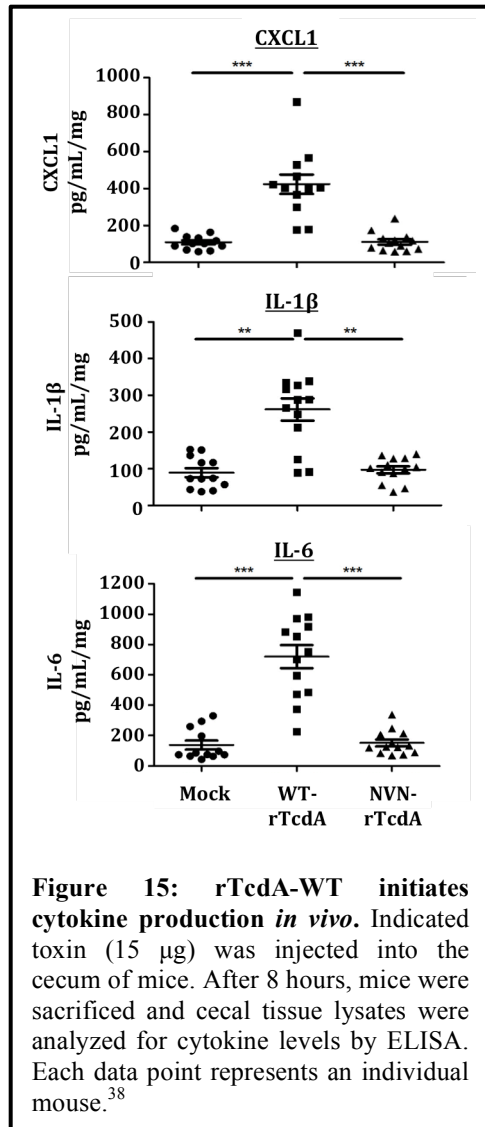 CXCL1
*** ***
1000
800
600
400
200
0
CXCL1
pg/mL/mg
IL-1β
** **
500
400
300
200
100
0
IL-1β
pg/mL/mg
IL-6
*** ***
1200
1000
800
600
400
200
0
IL-6
pg/mL/mg
Mock WT- NVN-
rTcdA rTcdA
Figure 15: rTcdA-WT initiates
cytokine production in vivo. Indicated
toxin (15 μg) was injected into the
cecum of mice. After 8 hours, mice were
sacrificed and cecal tissue lysates were
analyzed for cytokine levels by ELISA.
Each data point represents an individual
mouse.38